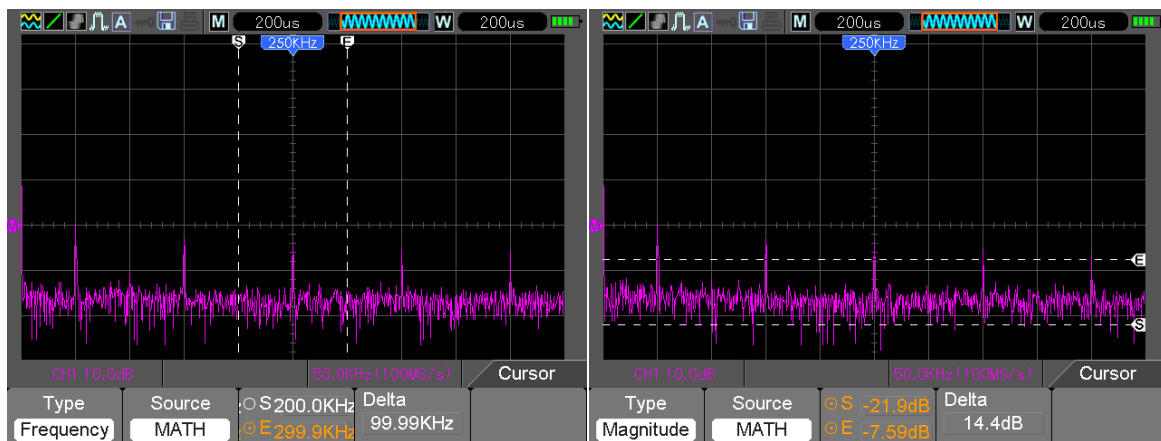 A M 200us W 200us
S 250KHz E
M
CH1 10.0dB 50.0KHz (100MS/s) Cursor
Type Source S 200.0KHz Delta
Frequency MATH E 299.9KHz 99.99KHz
A M 200us W 200us
250KHz
M
E
S
CH1 10.0dB 50.0KHz (100MS/s) Cursor
Type Source S -21.9dB Delta
Magnitude MATH E -7.59dB 14.4dB